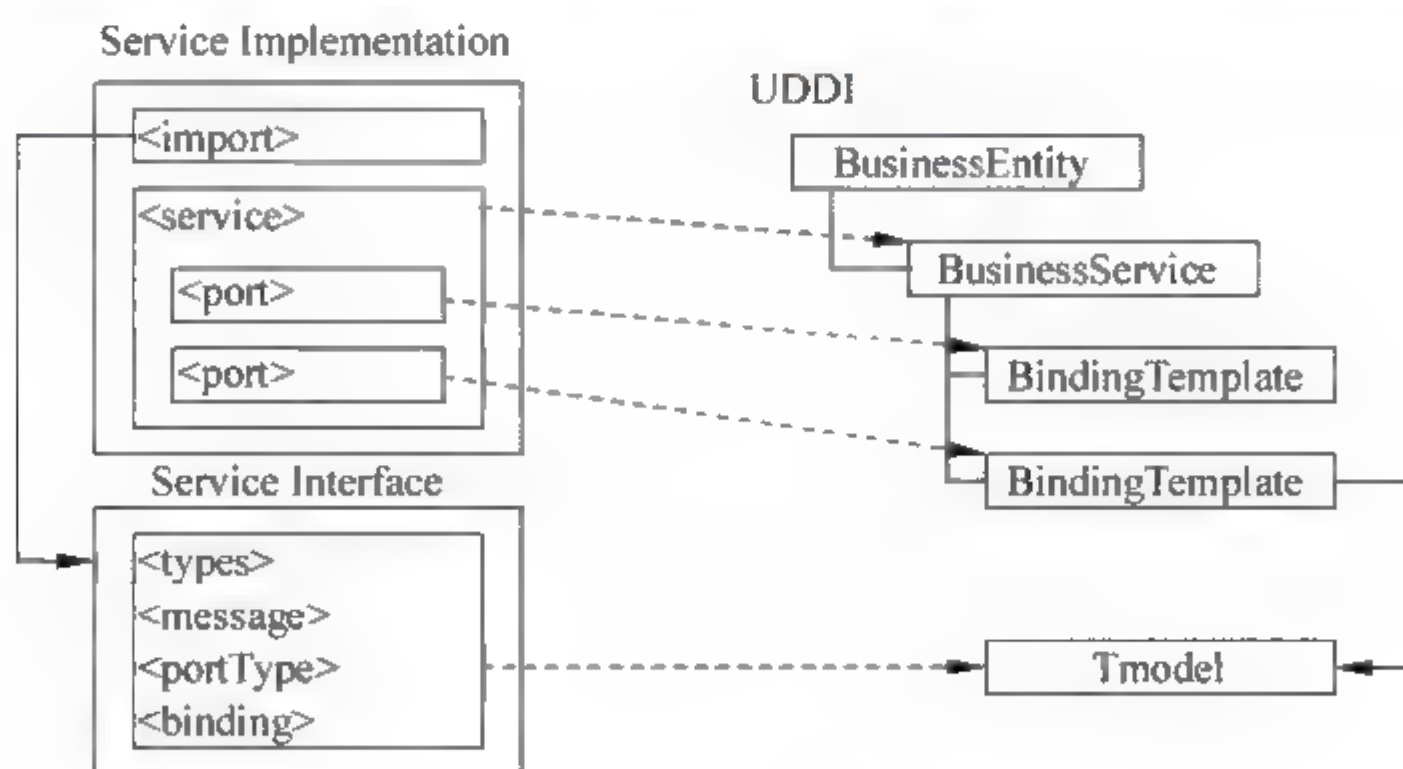 Service Implementation
<import>
<service>
<port>
<port>
Service Interface
<types>
<message>
<portType>
<binding>
UDDI
BusinessEntity
BusinessService
BindingTemplate
BindingTemplate
Tmodel